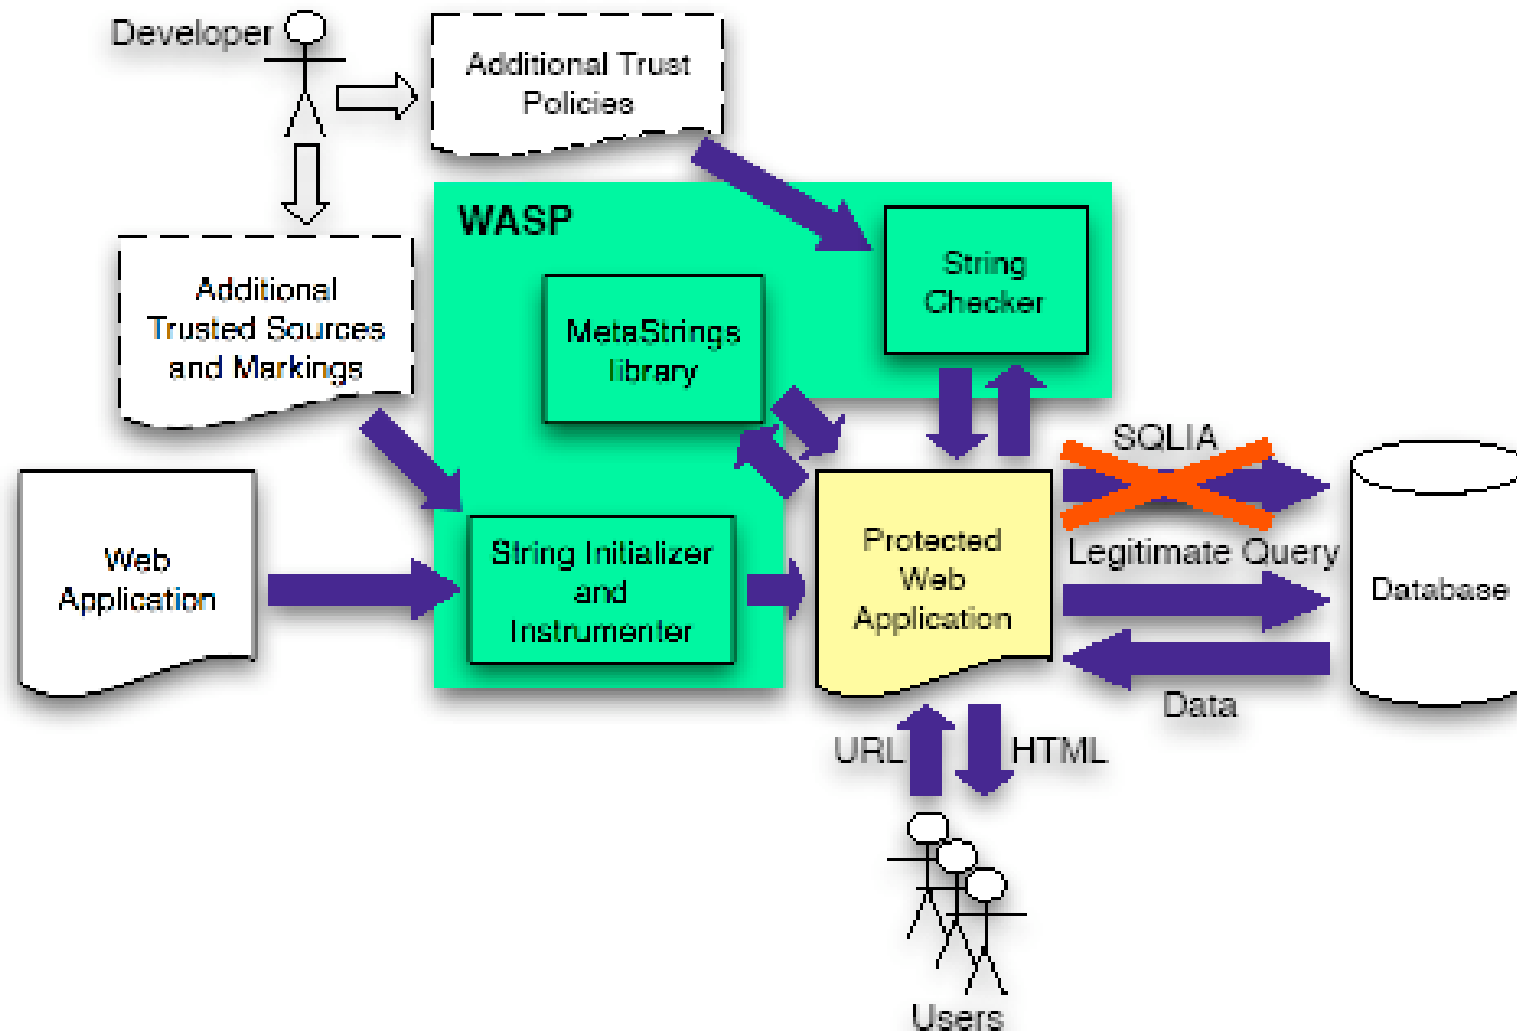 Developer
Additional Trust
Policies
WASP
String
Checker
Additional
Trusted Sources
and Markings
MetaStrings
library
SQLIA
Web
Application
String Initializer
and
Instrumenter
Protected
Web
Application
Legitimate Query
Database
Data
URL
HTML
Users